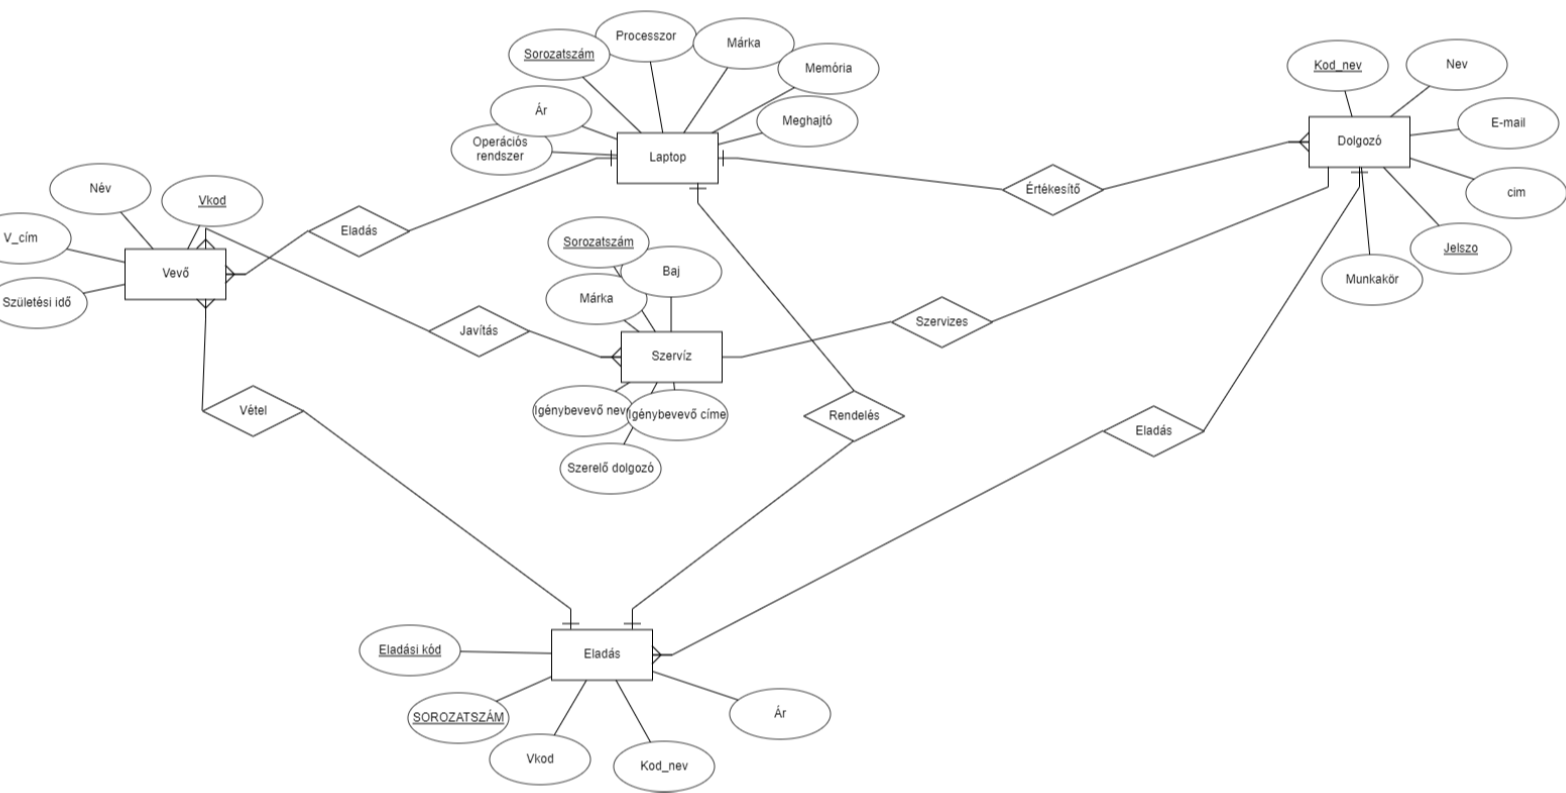 Processzor
Márka
Sorozatszám
Memória
Ár
Meghajtó
Operációs
rendszer
Laptop
Kod_nev
Nev
E-mail
Dolgozó
cim
Jelszo
Munkakör
Értékesítő
Név
Vkod
V_cím
Vevő
Születési idő
Eladás
Sorozatszám
Baj
Márka
Javítás
Szervíz
Szervizes
Igénybevevő nev
Igénybevevő címe
Szerelő dolgozó
Vétel
Rendelés
Eladás
Eladási kód
Eladás
SOROZATSZÁM
Ár
Vkod
Kod_nev